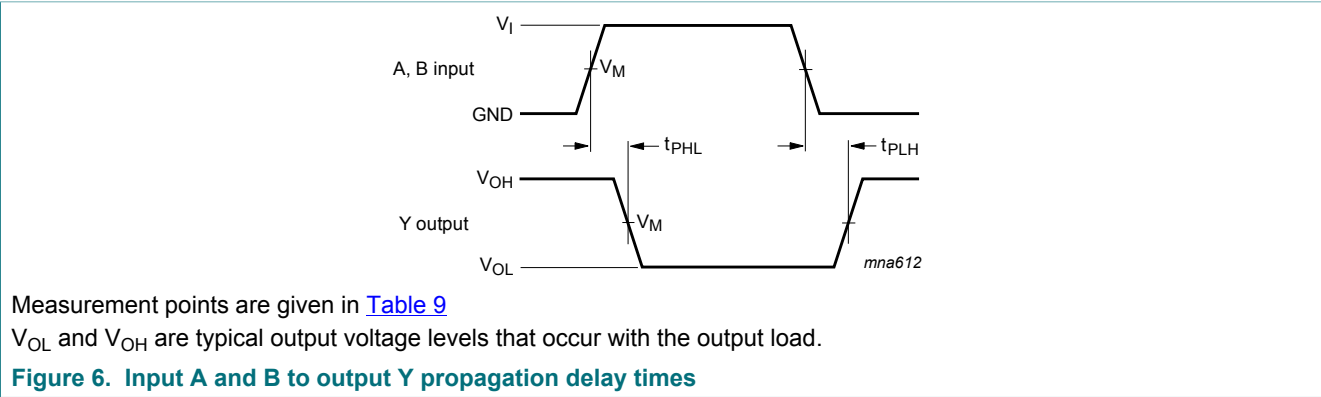 V_I
A, B input
V_M
GND
t_PHL
t_PLH
V_OH
Y output
V_M
V_OL
mna612
Measurement points are given in Table 9
V_OL and V_OH are typical output voltage levels that occur with the output load.
Figure 6. Input A and B to output Y propagation delay times